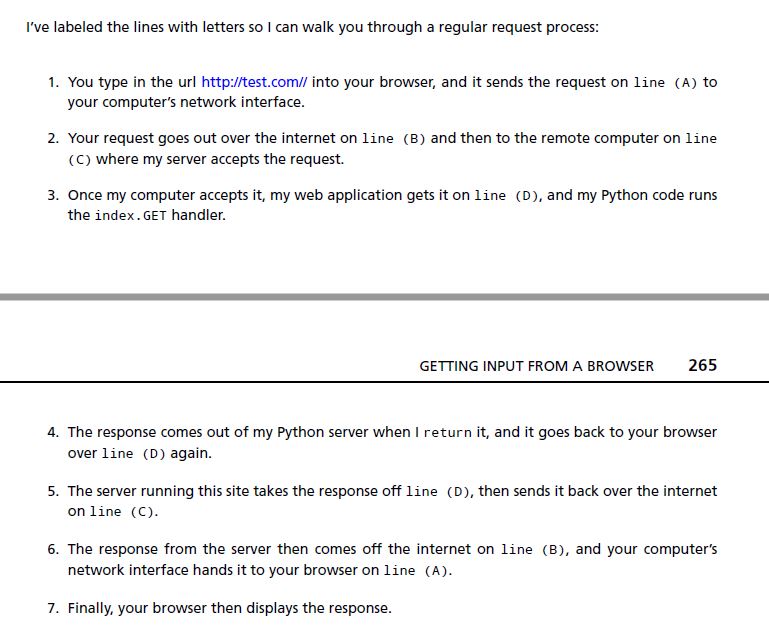 I've labeled the lines with letters so I can walk you through a regular request process:
1. You type in the url http://test.com// into your browser, and it sends the request on line (A) to
your computer's network interface.
2. Your request goes out over the internet on line (B) and then to the remote computer on line
(C) where my server accepts the request.
3. Once my computer accepts it, my web application gets it on line (D), and my Python code runs
the index.GET handler.
GETTING INPUT FROM A BROWSER 265
4. The response comes out of my Python server when I return it, and it goes back to your browser
over line (D) again.
5. The server running this site takes the response off line (D), then sends it back over the internet
on line (C).
6. The response from the server then comes off the internet on line (B), and your computer's
network interface hands it to your browser on line (A).
7. Finally, your browser then displays the response.